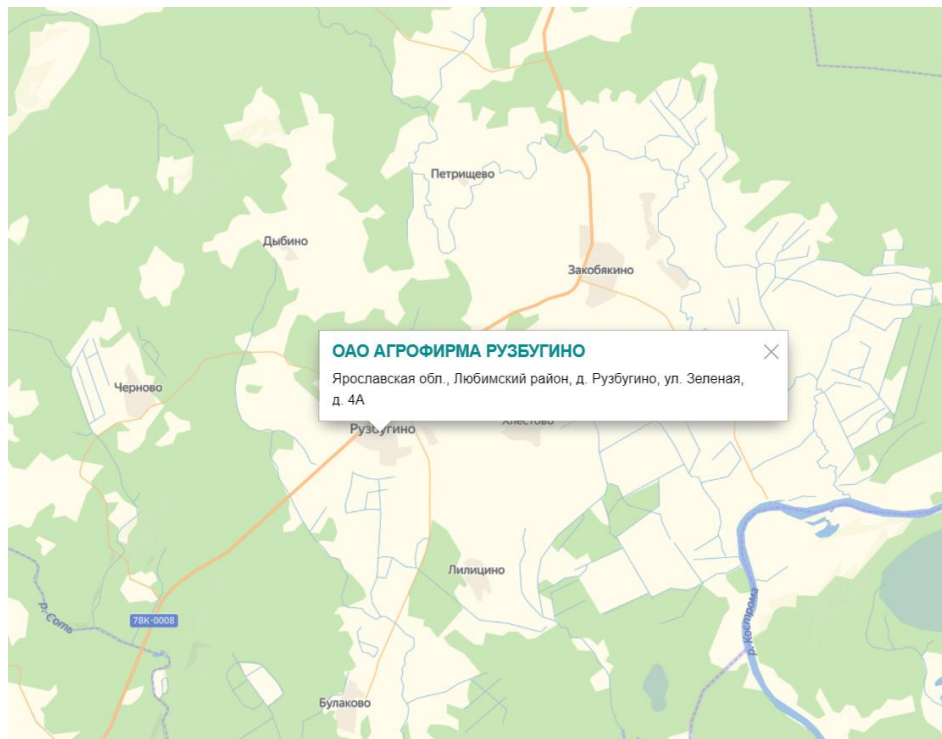 Петрищево
Дыбино
Закобякино
ОАО АГРОФИРМА РУЗБУГИНО
Ярославская обл., Любимский район, д. Рузбугино, ул. Зеленая,
д. 4А
Черново
Хлестово
Рузбугино
Лилицино
р. Соть
78К-0008
р. Кострома
Булаково